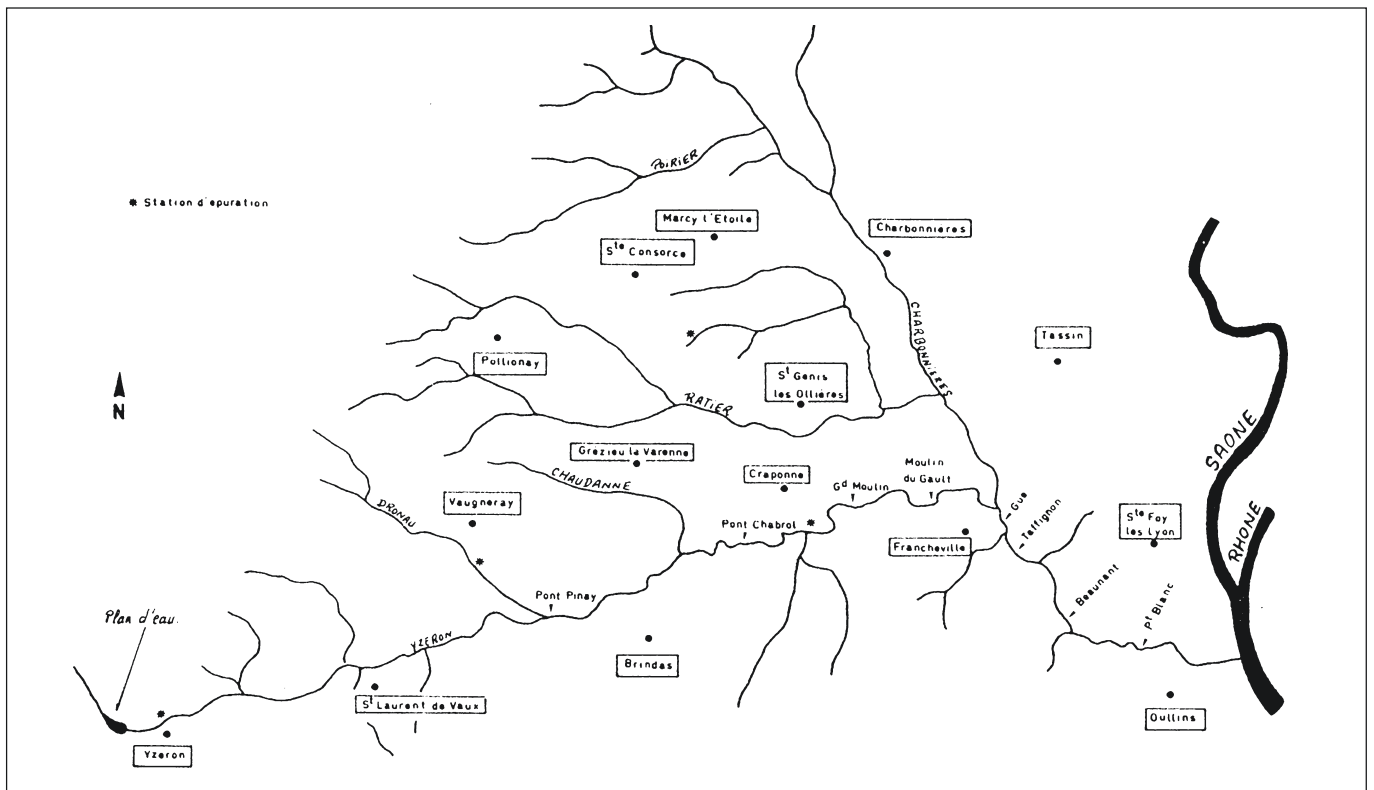 POIRIER
* Station d'epuration
Marcy l'Etoile
Charbonnieres
Ste Consorce
CHARBONNIERES
Tassin
Pollionay
St Genis
les Ollières
N
RATIER
SAONE
Grézieu la Varenne
CHAUDANNE
Craponne
Gd Moulin
Moulin
du Gault
Vaugneray
DRONAU
Pont Chabrol
Francheville
Gue
Taffignon
Ste Foy
les Lyon
RHONE
Plan d'eau
Pont Pinay
Beaunant
Pt Blanc
YZERON
Brindas
St Laurent de Vaux
Oullins
Yzeron